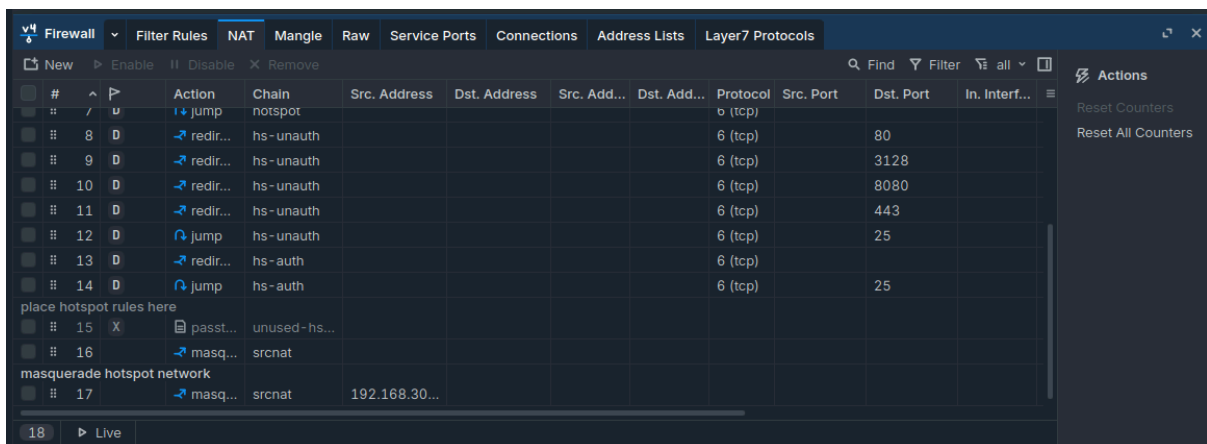 v4 Firewall Filter Rules NAT Mangle Raw Service Ports Connections Address Lists Layer7 Protocols
New Enable Disable Remove Find Filter all
Actions
# Action Chain Src. Address Dst. Address Src. Add... Dst. Add... Protocol Src. Port Dst. Port In. Interf...
Reset Counters
7 D jump hotspot 6 (tcp)
Reset All Counters
8 D redir... hs-unauth 6 (tcp) 80
9 D redir... hs-unauth 6 (tcp) 3128
10 D redir... hs-unauth 6 (tcp) 8080
11 D redir... hs-unauth 6 (tcp) 443
12 D jump hs-unauth 6 (tcp) 25
13 D redir... hs-auth 6 (tcp)
14 D jump hs-auth 6 (tcp) 25
place hotspot rules here
15 X passt... unused-hs...
16 masq... srcnat
masquerade hotspot network
17 masq... srcnat 192.168.30...
18 Live